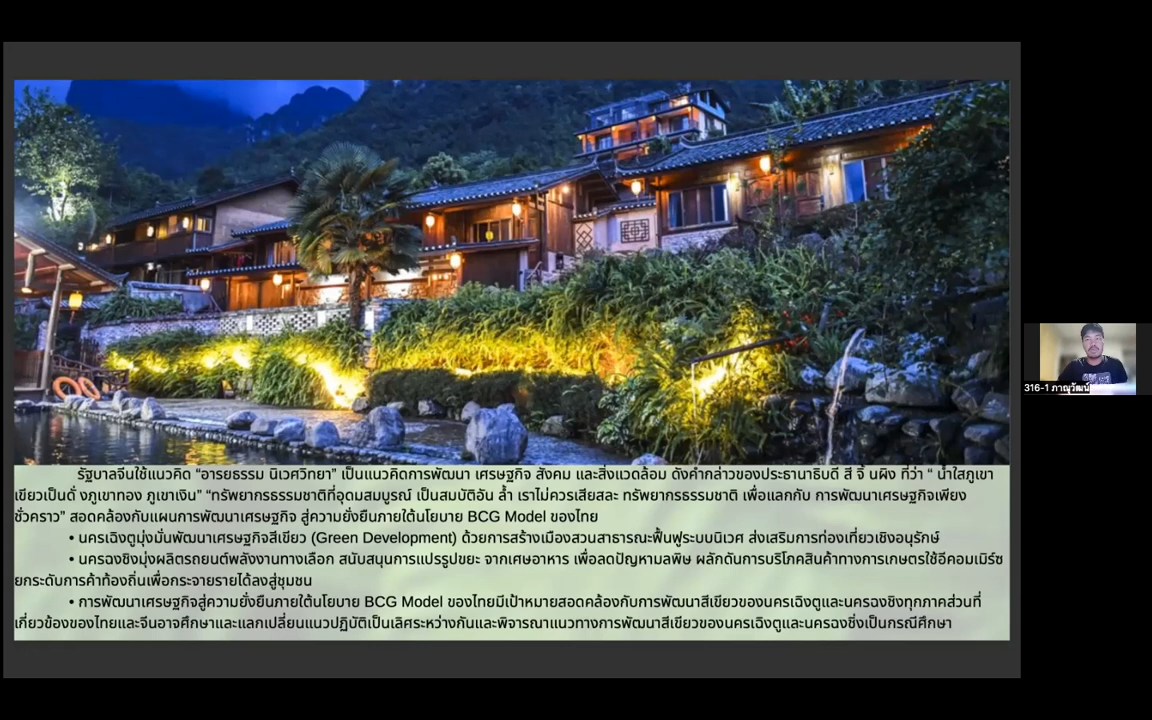 รัฐบาลจีนใช้แนวคิด “อารยธรรม นิเวศวิทยา” เป็นแนวคิดการพัฒนา เศรษฐกิจ สังคม และสิ่งแวดล้อม ดังคำกล่าวของประธานาธิบดี สี จิ้ นผิง ที่ว่า “ น้ำใสภูเขา
เขียวเป็นดั่ งภูเขาทอง ภูเขาเงิน” “ทรัพยากรธรรมชาติที่อุดมสมบูรณ์ เป็นสมบัติอัน ล้ำ เราไม่ควรเสียสละ ทรัพยากรธรรมชาติ เพื่อแลกกับ การพัฒนาเศรษฐกิจเพียง
ชั่วคราว” สอดคล้องกับแผนการพัฒนาเศรษฐกิจ สู่ความยั่งยืนภายใต้นโยบาย BCG Model ของไทย
• นครเฉิงตูมุ่งมั่นพัฒนาเศรษฐกิจสีเขียว (Green Development) ด้วยการสร้างเมืองสวนสาธารณะฟื้นฟูระบบนิเวศ ส่งเสริมการท่องเที่ยวเชิงอนุรักษ์
• นครฉงชิงมุ่งผลิตรถยนต์พลังงานทางเลือก สนับสนุนการแปรรูปขยะ จากเศษอาหาร เพื่อลดปัญหามลพิษ ผลักดันการบริโภคสินค้าทางการเกษตรใช้อีคอมเมิร์ซ
ยกระดับการค้าท้องถิ่นเพื่อกระจายรายได้ลงสู่ชุมชน
• การพัฒนาเศรษฐกิจสู่ความยั่งยืนภายใต้นโยบาย BCG Model ของไทยมีเป้าหมายสอดคล้องกับการพัฒนาสีเขียวของนครเฉิงตูและนครฉงชิงทุกภาคส่วนที่
เกี่ยวข้องของไทยและจีนอาจศึกษาและแลกเปลี่ยนแนวปฏิบัติเป็นเลิศระหว่างกันและพิจารณาแนวทางการพัฒนาสีเขียวของนครเฉิงตูและนครฉงชิ่งเป็นกรณีศึกษา
316-1 ภาณุวัฒน์